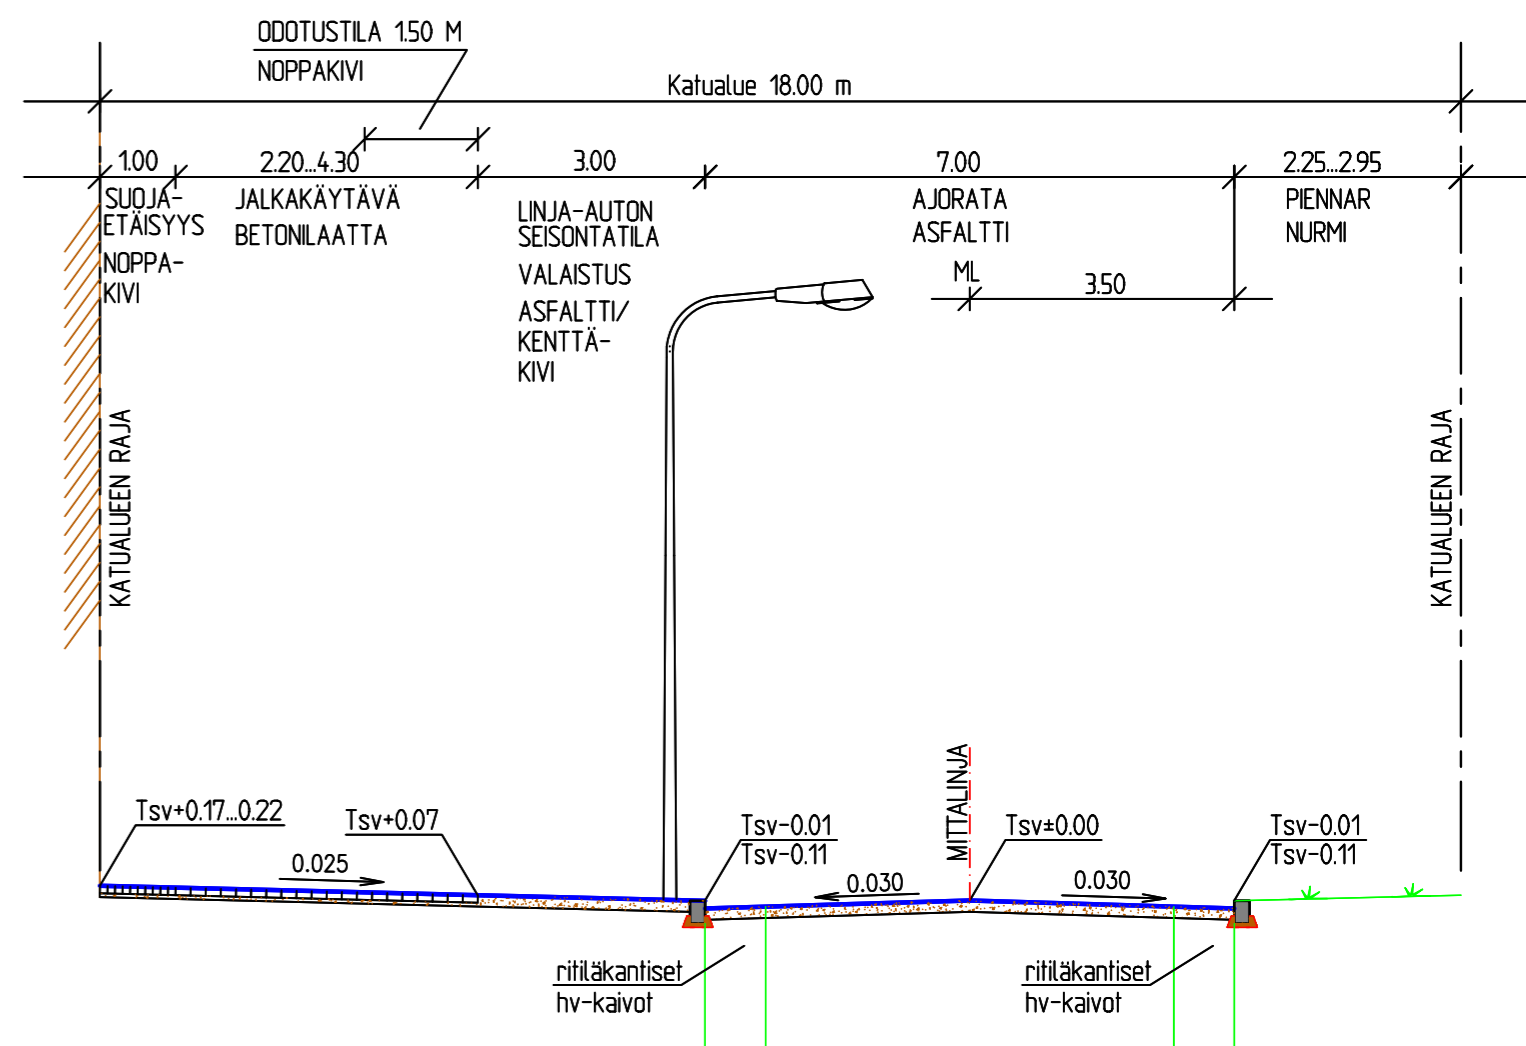 ODOTUSTILA 1.50 M
NOPPAKIVI
Katualue 18.00 m
1.00
2.20...4.30
3.00
7.00
2.25...2.95
SUOJA-
ETÄISYYS
NOPPA-
KIVI
JALKAKÄYTÄVÄ
BETONILAATTA
LINJA-AUTON
SEISONTATILA
VALAISTUS
ASFALTTI/
KENTTÄ-
KIVI
AJORATA
ASFALTTI
ML
3.50
PIENNAR
NURMI
KATUALUEEN RAJA
KATUALUEEN RAJA
MITTALINJA
Tsv+0.17...0.22
Tsv+0.07
Tsv-0.01
Tsv-0.11
Tsv±0.00
Tsv-0.01
Tsv-0.11
0.025
0.030
0.030
ritiläkantiset
hv-kaivot
ritiläkantiset
hv-kaivot